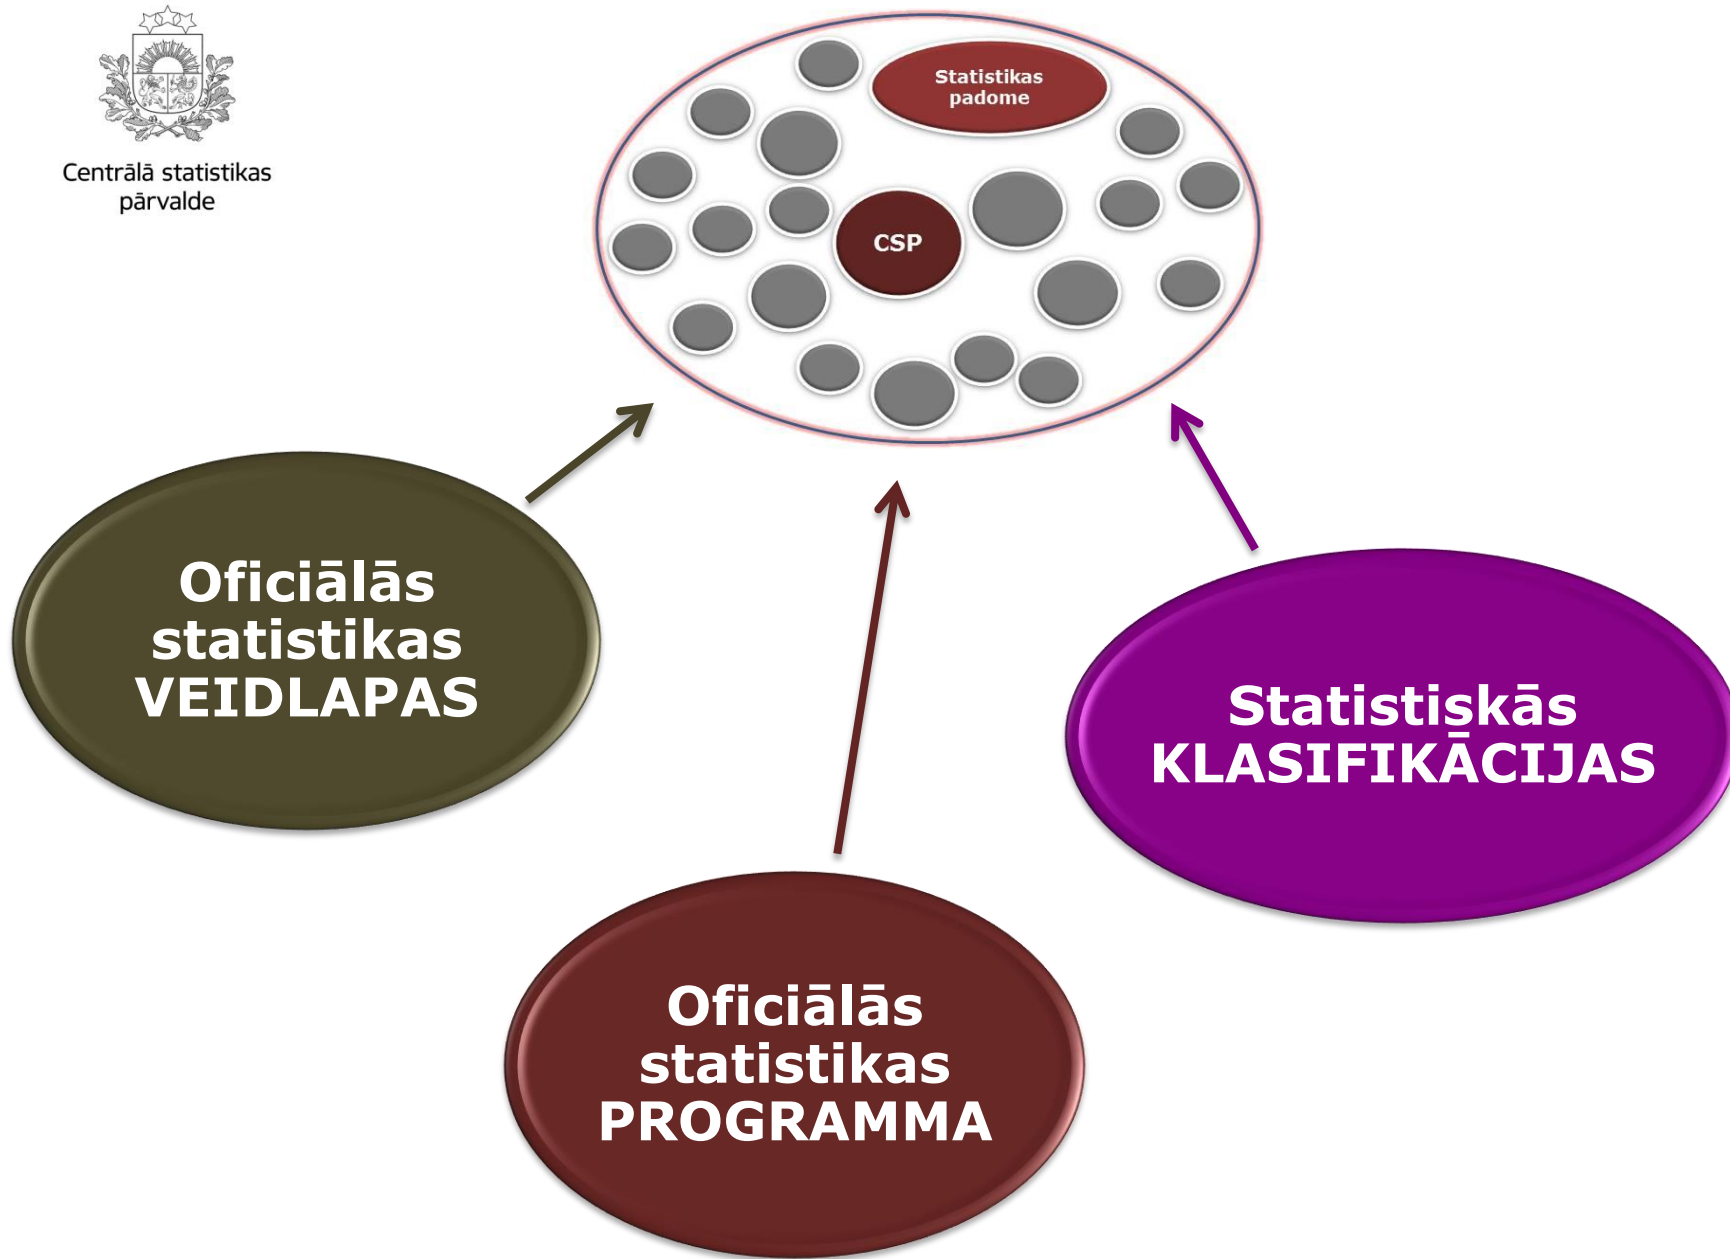 Centrālā statistikas
pārvalde
Statistikas
padome
CSP
Oficiālās
statistikas
VEIDLAPAS
Statistiskās
KLASIFIKĀCIJAS
Oficiālās
statistikas
PROGRAMMA